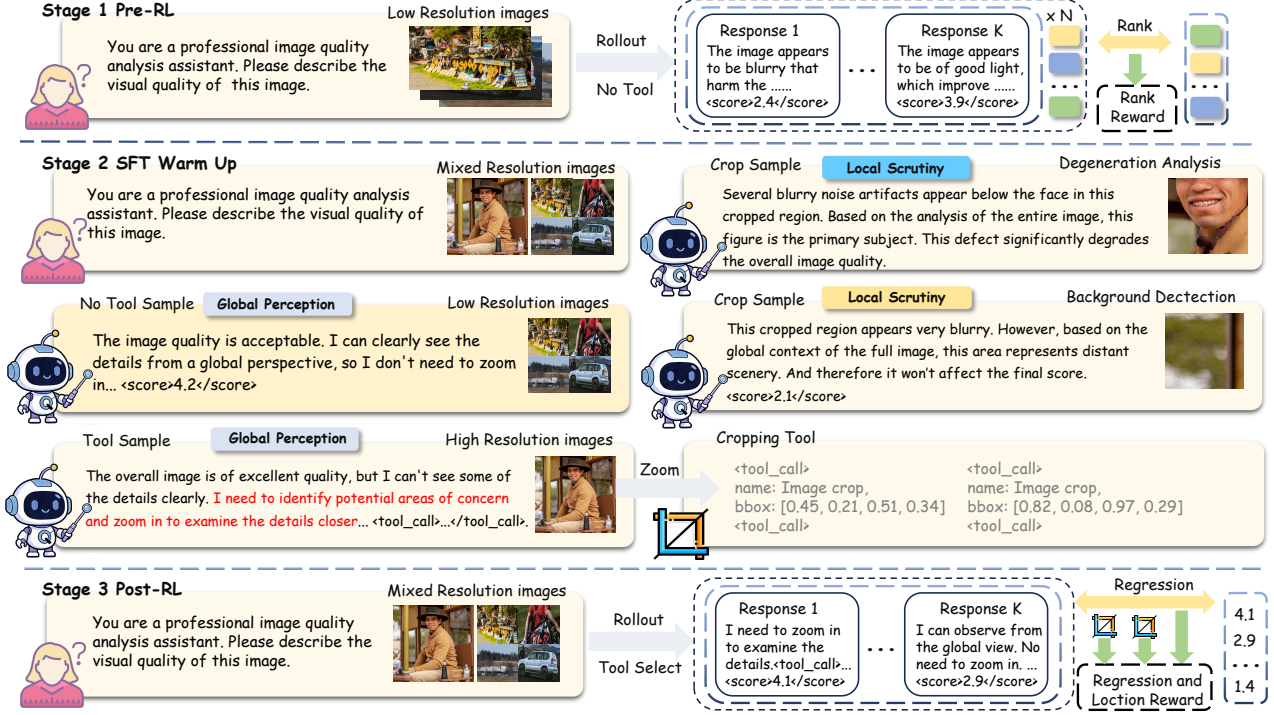 Stage 1 Pre-RL
Low Resolution images
You are a professional image quality
analysis assistant. Please describe the
visual quality of this image.
?
Rollout
No Tool
Response 1
The image appears
to be blurry that
harm the ......
<score>2.4</score>
...
Response K
The image appears
to be of good light,
which improve ......
<score>3.9</score>
x N
...
Rank
Rank
Reward
...
Stage 2 SFT Warm Up
Mixed Resolution images
You are a professional image quality analysis
assistant. Please describe the visual quality of
this image.
?
No Tool Sample
Global Perception
Low Resolution images
The image quality is acceptable. I can clearly see the
details from a global perspective, so I don't need to zoom
in... <score>4.2</score>
Q
Tool Sample
Global Perception
High Resolution images
The overall image is of excellent quality, but I can't see some of
the details clearly. I need to identify potential areas of concern
and zoom in to examine the details closer... <tool_call>...</tool_call>.
Q
Crop Sample
Local Scrutiny
Degeneration Analysis
Several blurry noise artifacts appear below the face in this
cropped region. Based on the analysis of the entire image, this
figure is the primary subject. This defect significantly degrades
the overall image quality.
Q
Crop Sample
Local Scrutiny
Background Dectection
This cropped region appears very blurry. However, based on the
global context of the full image, this area represents distant
scenery. And therefore it won't affect the final score.
<score>2.1</score>
Q
Zoom
Cropping Tool
<tool_call>
name: Image crop,
bbox: [0.45, 0.21, 0.51, 0.34]
<tool_call>
<tool_call>
name: Image crop,
bbox: [0.82, 0.08, 0.97, 0.29]
<tool_call>
Stage 3 Post-RL
Mixed Resolution images
You are a professional image quality
analysis assistant. Please describe the
visual quality of this image.
?
Rollout
Tool Select
Response 1
I need to zoom in
to examine the
details.<tool_call>...
<score>4.1</score>
...
Response K
I can observe from
the global view. No
need to zoom in. ...
<score>2.9</score>
Regression
Regression and
Loction Reward
4.1
2.9
...
1.4